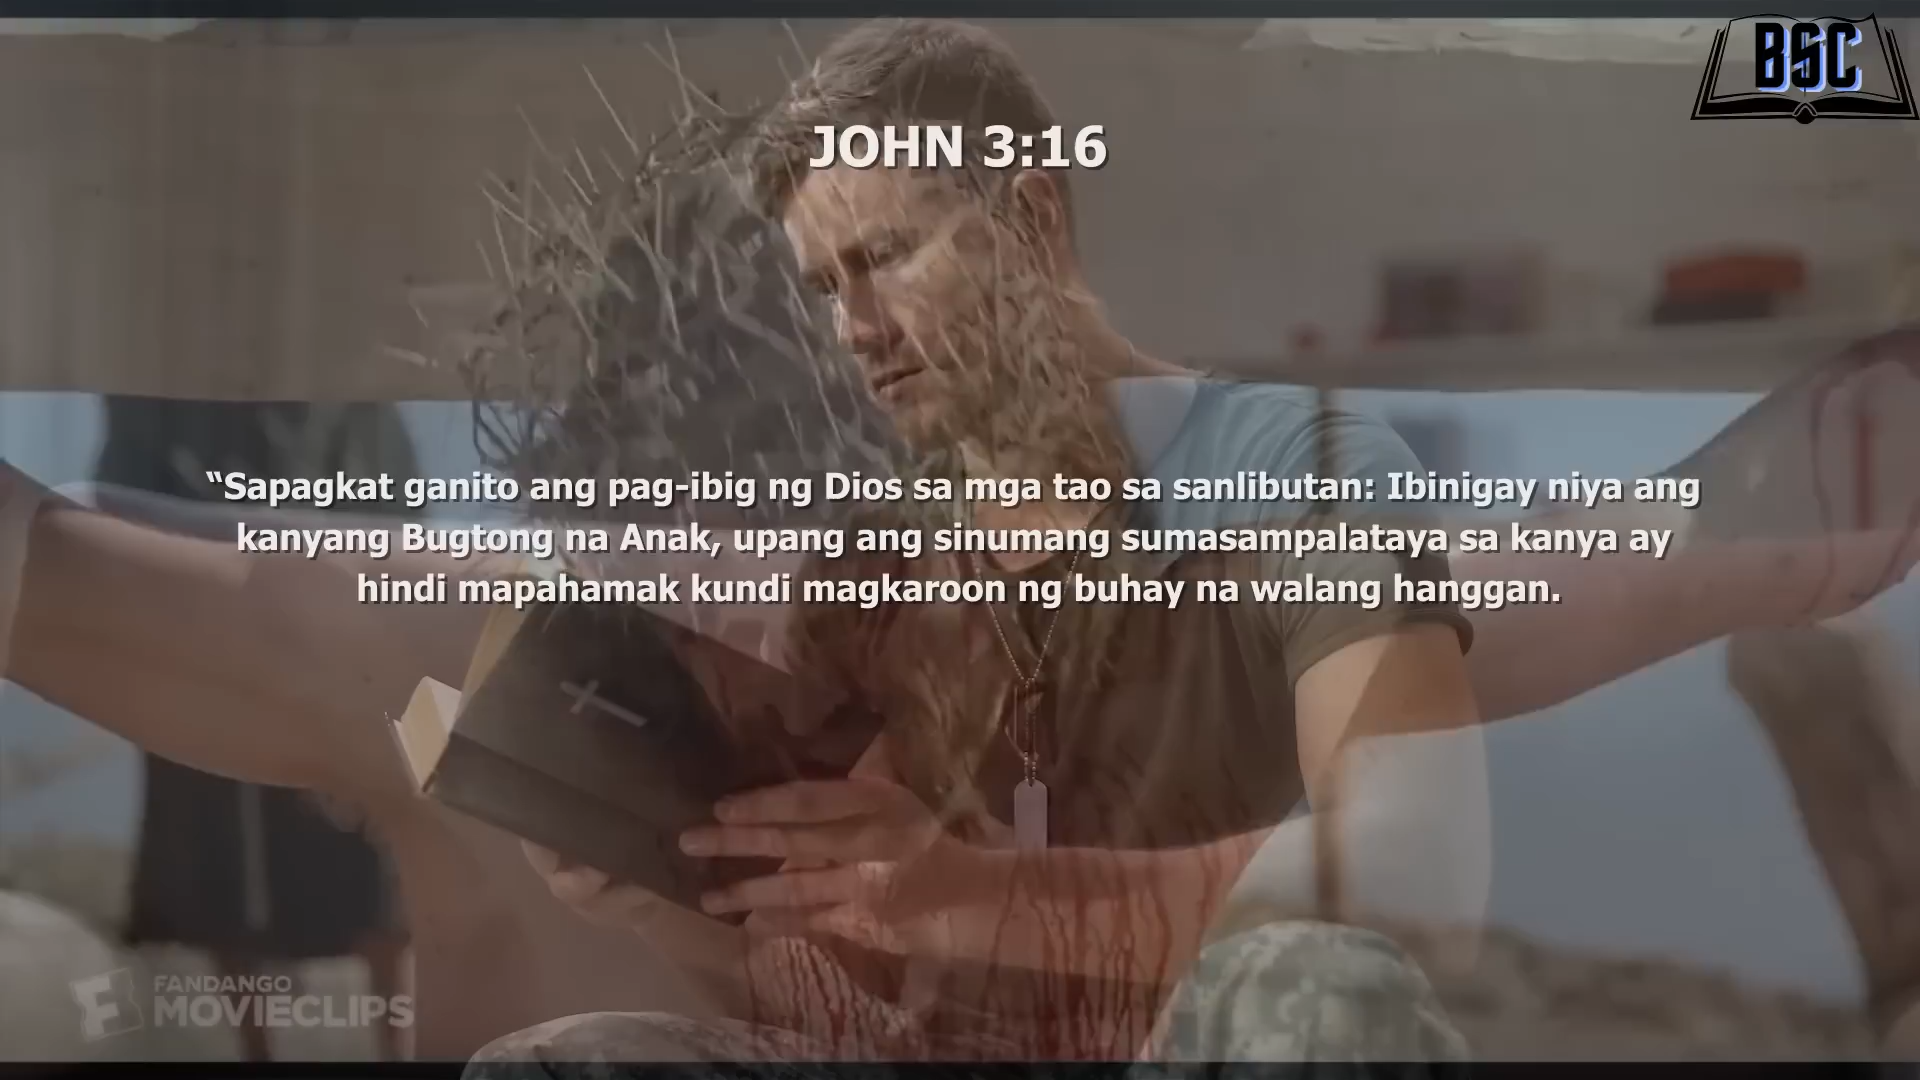 BSC
JOHN 3:16
“Sapagkat ganito ang pag-ibig ng Dios sa mga tao sa sanlibutan: Ibinigay niya ang
kanyang Bugtong na Anak, upang ang sinumang sumasampalataya sa kanya ay
hindi mapahamak kundi magkaroon ng buhay na walang hanggan.
FANDANGO
MOVIECLIPS